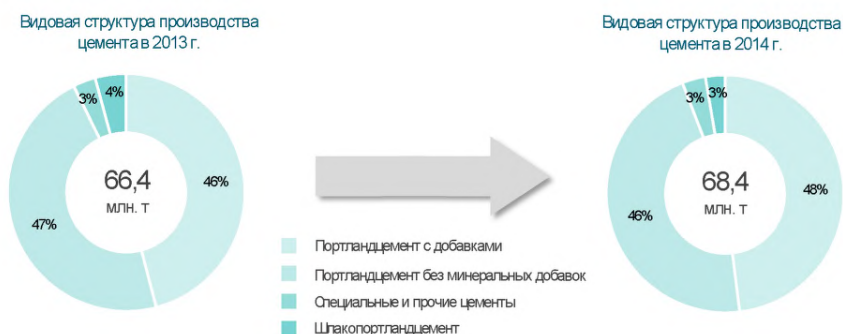 Видовая структура производства
цемента в 2013 г.
3%
4%
46%
47%
66,4
млн. т
Видовая структура производства
цемента в 2014 г.
3%
3%
48%
46%
68,4
млн. т
Портландцемент с добавками
Портландцемент без минеральных добавок
Специальные и прочие цементы
Шлакопортландцемент